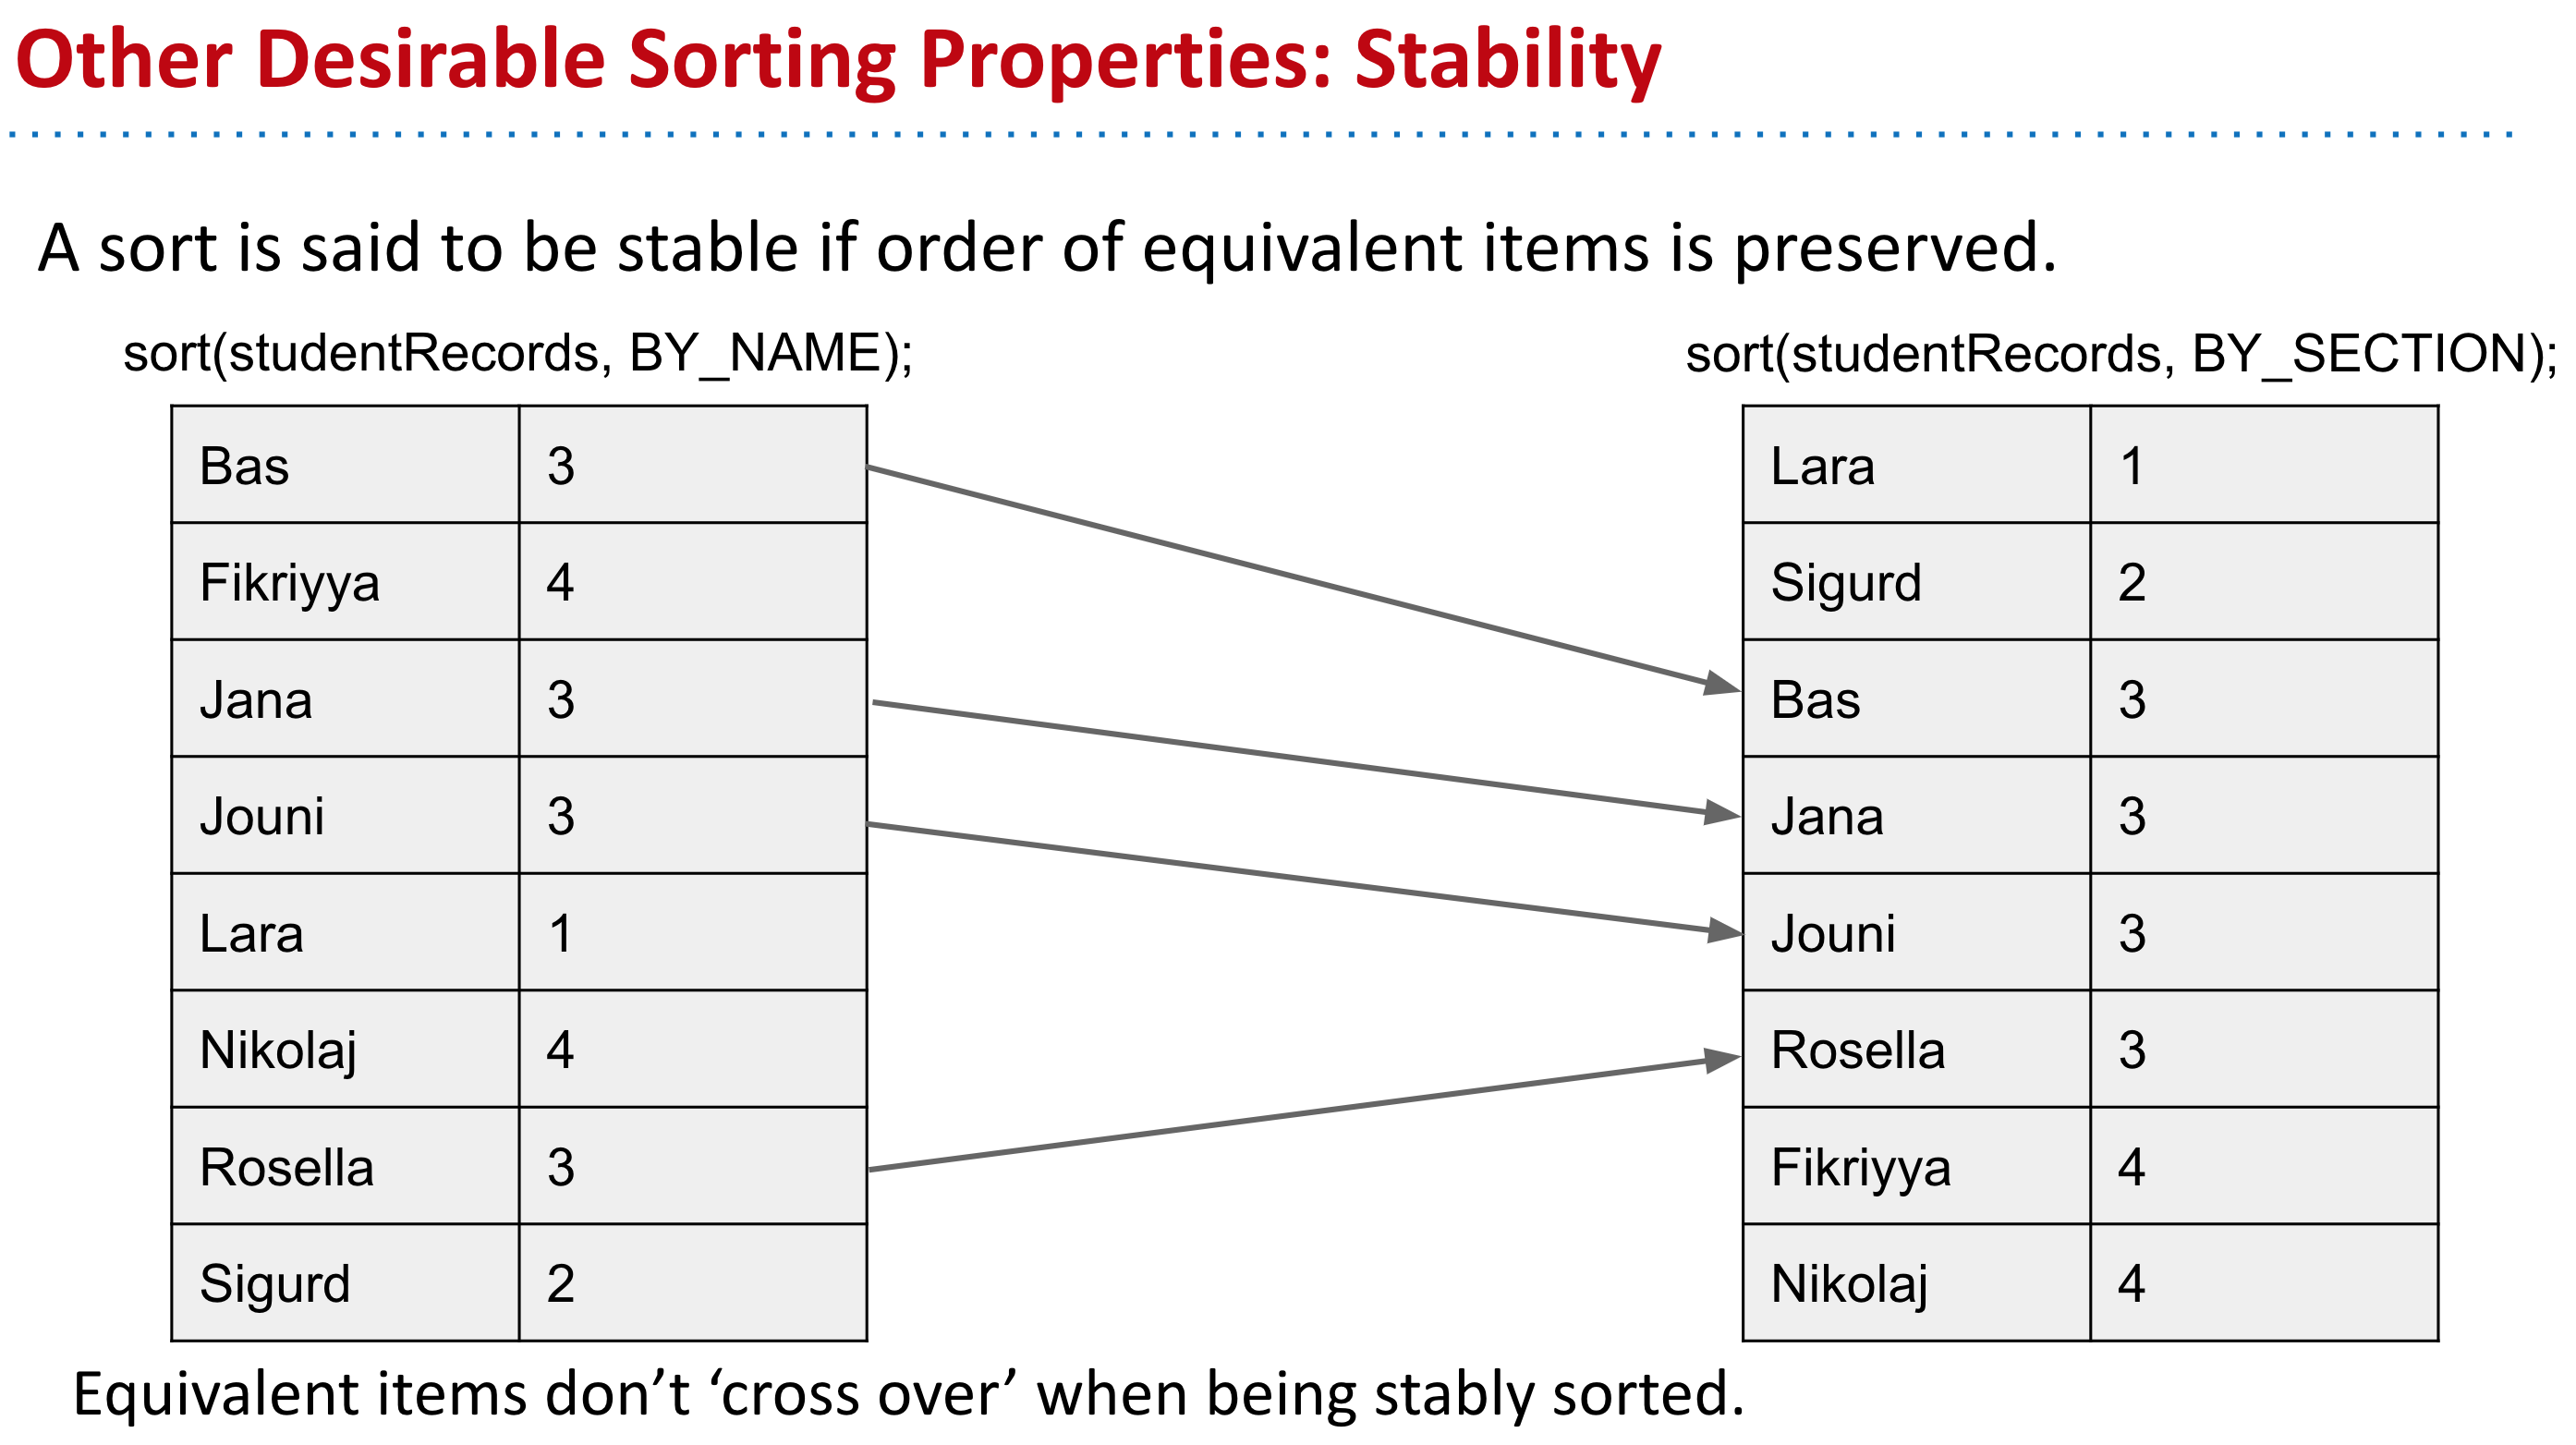 Other Desirable Sorting Properties: Stability
A sort is said to be stable if order of equivalent items is preserved.
sort(studentRecords, BY_NAME);
Bas 3
Fikriyya 4
Jana 3
Jouni 3
Lara 1
Nikolaj 4
Rosella 3
Sigurd 2
sort(studentRecords, BY_SECTION);
Lara 1
Sigurd 2
Bas 3
Jana 3
Jouni 3
Rosella 3
Fikriyya 4
Nikolaj 4
Equivalent items don’t ‘cross over’ when being stably sorted.